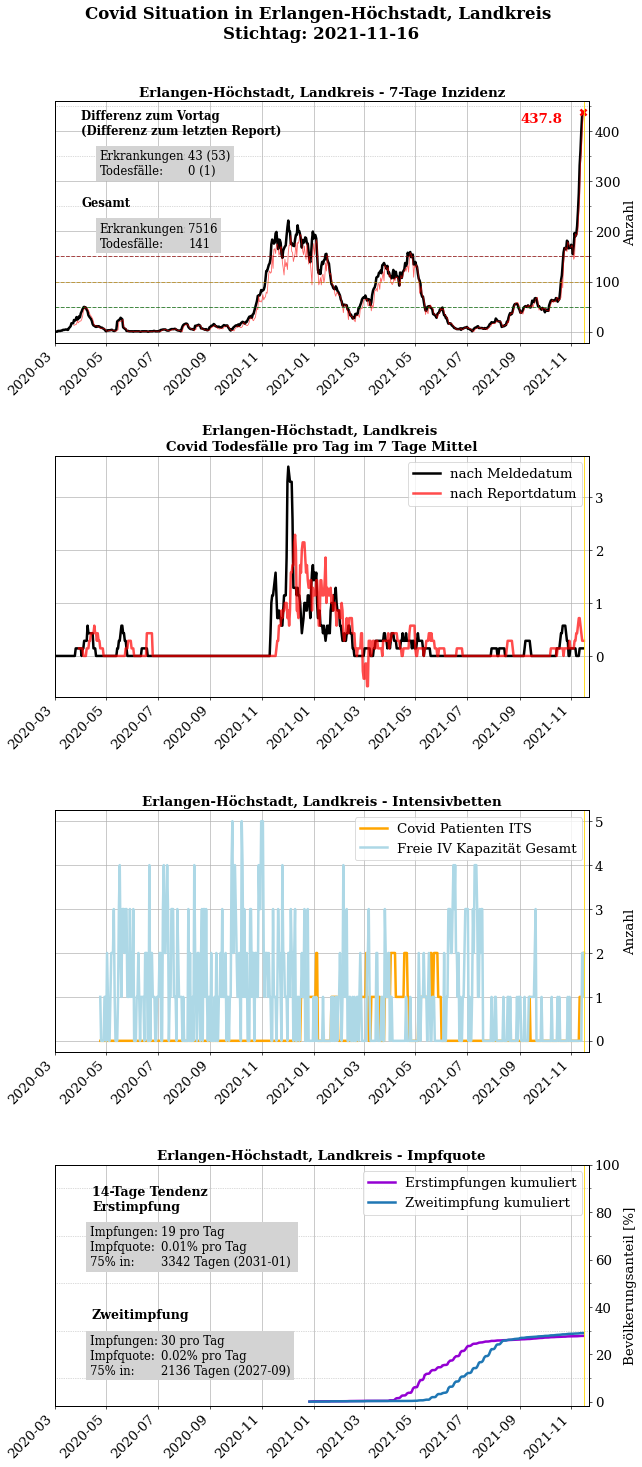 Covid Situation in Erlangen-Höchstadt, Landkreis
Stichtag: 2021-11-16
Erlangen-Höchstadt, Landkreis - 7-Tage Inzidenz
Differenz zum Vortag
(Differenz zum letzten Report)
Erkrankungen 43 (53)
Todesfälle: 0 (1)
Gesamt
Erkrankungen 7516
Todesfälle: 141
437.8
400
300
200
100
0
Anzahl
2020-03 2020-05 2020-07 2020-09 2020-11 2021-01 2021-03 2021-05 2021-07 2021-09 2021-11
Erlangen-Höchstadt, Landkreis
Covid Todesfälle pro Tag im 7 Tage Mittel
nach Meldedatum
nach Reportdatum
3
2
1
0
2020-03 2020-05 2020-07 2020-09 2020-11 2021-01 2021-03 2021-05 2021-07 2021-09 2021-11
Erlangen-Höchstadt, Landkreis - Intensivbetten
Covid Patienten ITS
Freie IV Kapazität Gesamt
5
4
3
2
1
0
Anzahl
2020-03 2020-05 2020-07 2020-09 2020-11 2021-01 2021-03 2021-05 2021-07 2021-09 2021-11
Erlangen-Höchstadt, Landkreis - Impfquote
14-Tage Tendenz
Erstimpfung
Impfungen: 19 pro Tag
Impfquote: 0.01% pro Tag
75% in: 3342 Tagen (2031-01)
Zweitimpfung
Impfungen: 30 pro Tag
Impfquote: 0.02% pro Tag
75% in: 2136 Tagen (2027-09)
Erstimpfungen kumuliert
Zweitimpfung kumuliert
100
80
60
40
20
0
Bevölkerungsanteil [%]
2020-03 2020-05 2020-07 2020-09 2020-11 2021-01 2021-03 2021-05 2021-07 2021-09 2021-11